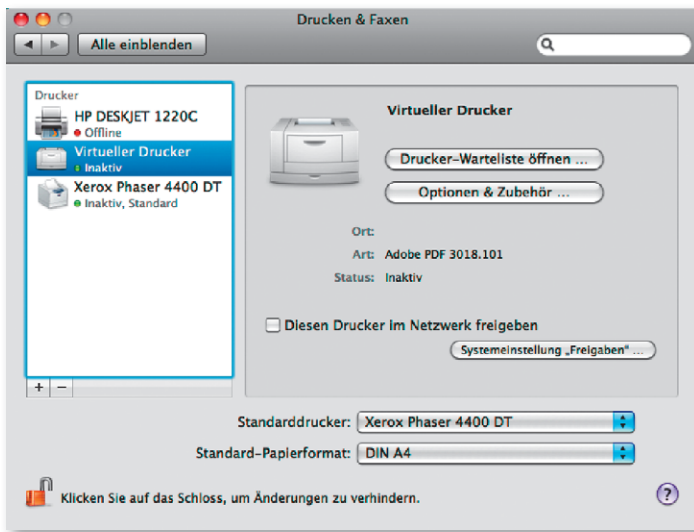 Drucken & Faxen
Alle einblenden
Drucker
HP DESKJET 1220C
Offline
Virtueller Drucker
Inaktiv
Xerox Phaser 4400 DT
Inaktiv, Standard
Virtueller Drucker
Drucker-Warteliste öffnen ...
Optionen & Zubehör ...
Ort:
Art: Adobe PDF 3018.101
Status: Inaktiv
Diesen Drucker im Netzwerk freigeben
Systemeinstellung „Freigaben“ ...
+ −
Standarddrucker: Xerox Phaser 4400 DT
Standard-Papierformat: DIN A4
Klicken Sie auf das Schloss, um Änderungen zu verhindern.
?